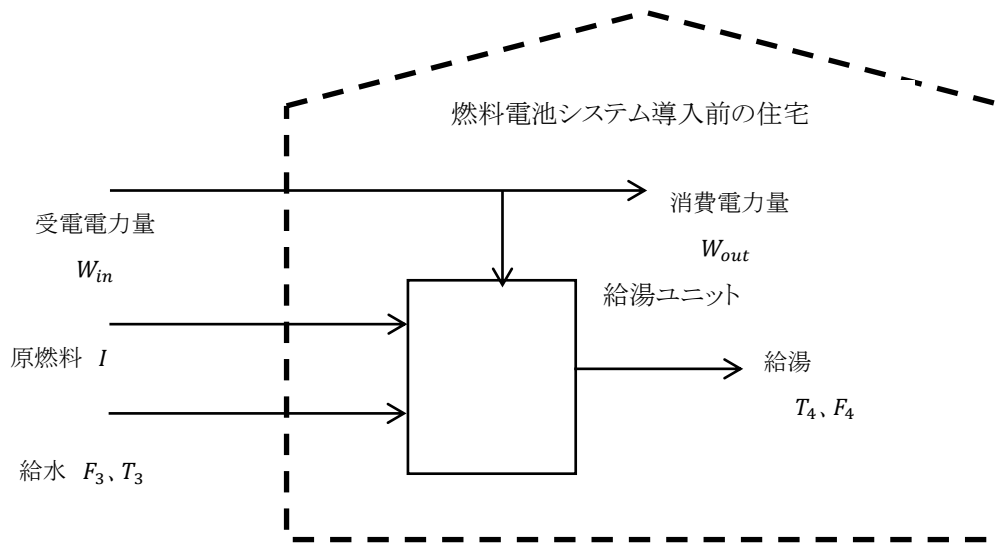 燃料電池システム導入前の住宅
受電電力量
W_in
消費電力量
W_out
給湯ユニット
原燃料 I
給湯
T_4、F_4
給水 F_3、T_3